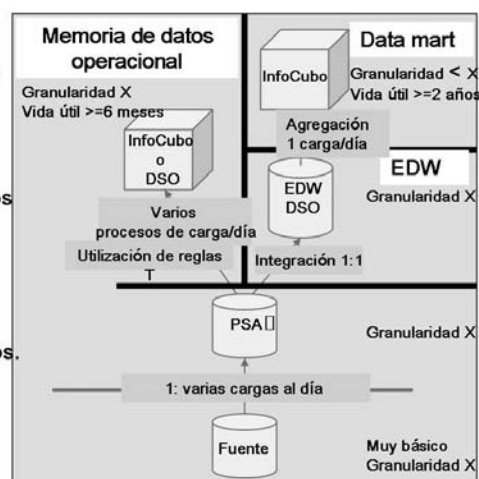 Memoria de datos
operacional
Granularidad X
Vida útil >=6 meses
InfoCubo
o
DSO
Varios
procesos de carga/día
Utilización de reglas
T
Data mart
InfoCubo
Granularidad < X
Vida útil >=2 años
Agregación
1 carga/día
EDW
EDW
DSO
Granularidad X
Integración 1:1
PSA
Granularidad X
1: varias cargas al día
Fuente
Muy básico
Granularidad X
os
os.